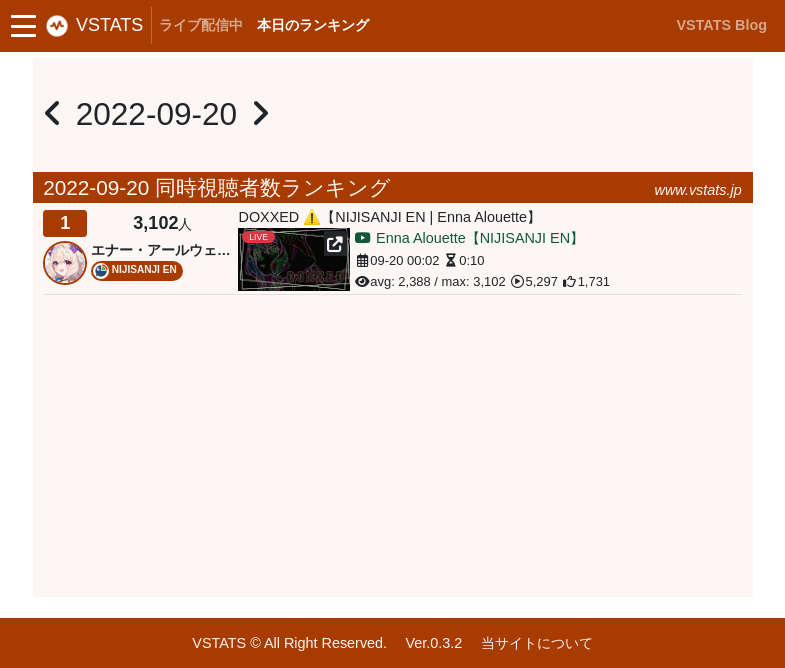 VSTATS ライブ配信中 本日のランキング VSTATS Blog
2022-09-20
2022-09-20 同時視聴者数ランキング www.vstats.jp
1 3,102人
エナー・アールウェ…
NIJISANJI EN
DOXXED ⚠️【NIJISANJI EN | Enna Alouette】
LIVE
DOXXED
Enna Alouette【NIJISANJI EN】
09-20 00:02 0:10
avg: 2,388 / max: 3,102 5,297 1,731
VSTATS © All Right Reserved. Ver.0.3.2 当サイトについて